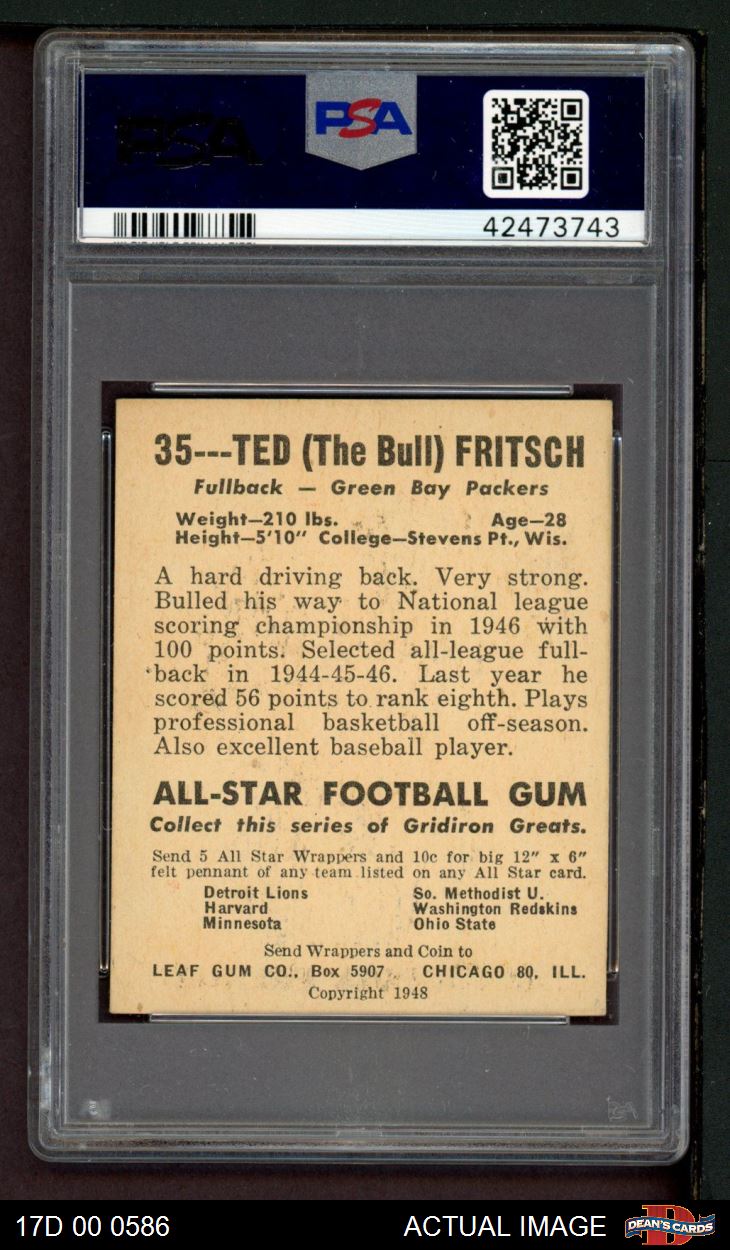 PSA
PSA
42473743
35---TED (The Bull) FRITSCH
Fullback — Green Bay Packers
Weight—210 lbs. Age—28
Height—5'10" College—Stevens Pt., Wis.
A hard driving back. Very strong.
Bulled his way to National league
scoring championship in 1946 with
100 points. Selected all-league full-
back in 1944-45-46. Last year he
scored 56 points to rank eighth. Plays
professional basketball off-season.
Also excellent baseball player.
ALL-STAR FOOTBALL GUM
Collect this series of Gridiron Greats.
Send 5 All Star Wrappers and 10c for big 12" x 6"
felt pennant of any team listed on any All Star card.
Detroit Lions So. Methodist U.
Harvard Washington Redskins
Minnesota Ohio State
Send Wrappers and Coin to
LEAF GUM CO., Box 5907 CHICAGO 80, ILL.
Copyright 1948
17D 00 0586 ACTUAL IMAGE DEAN'S CARDS